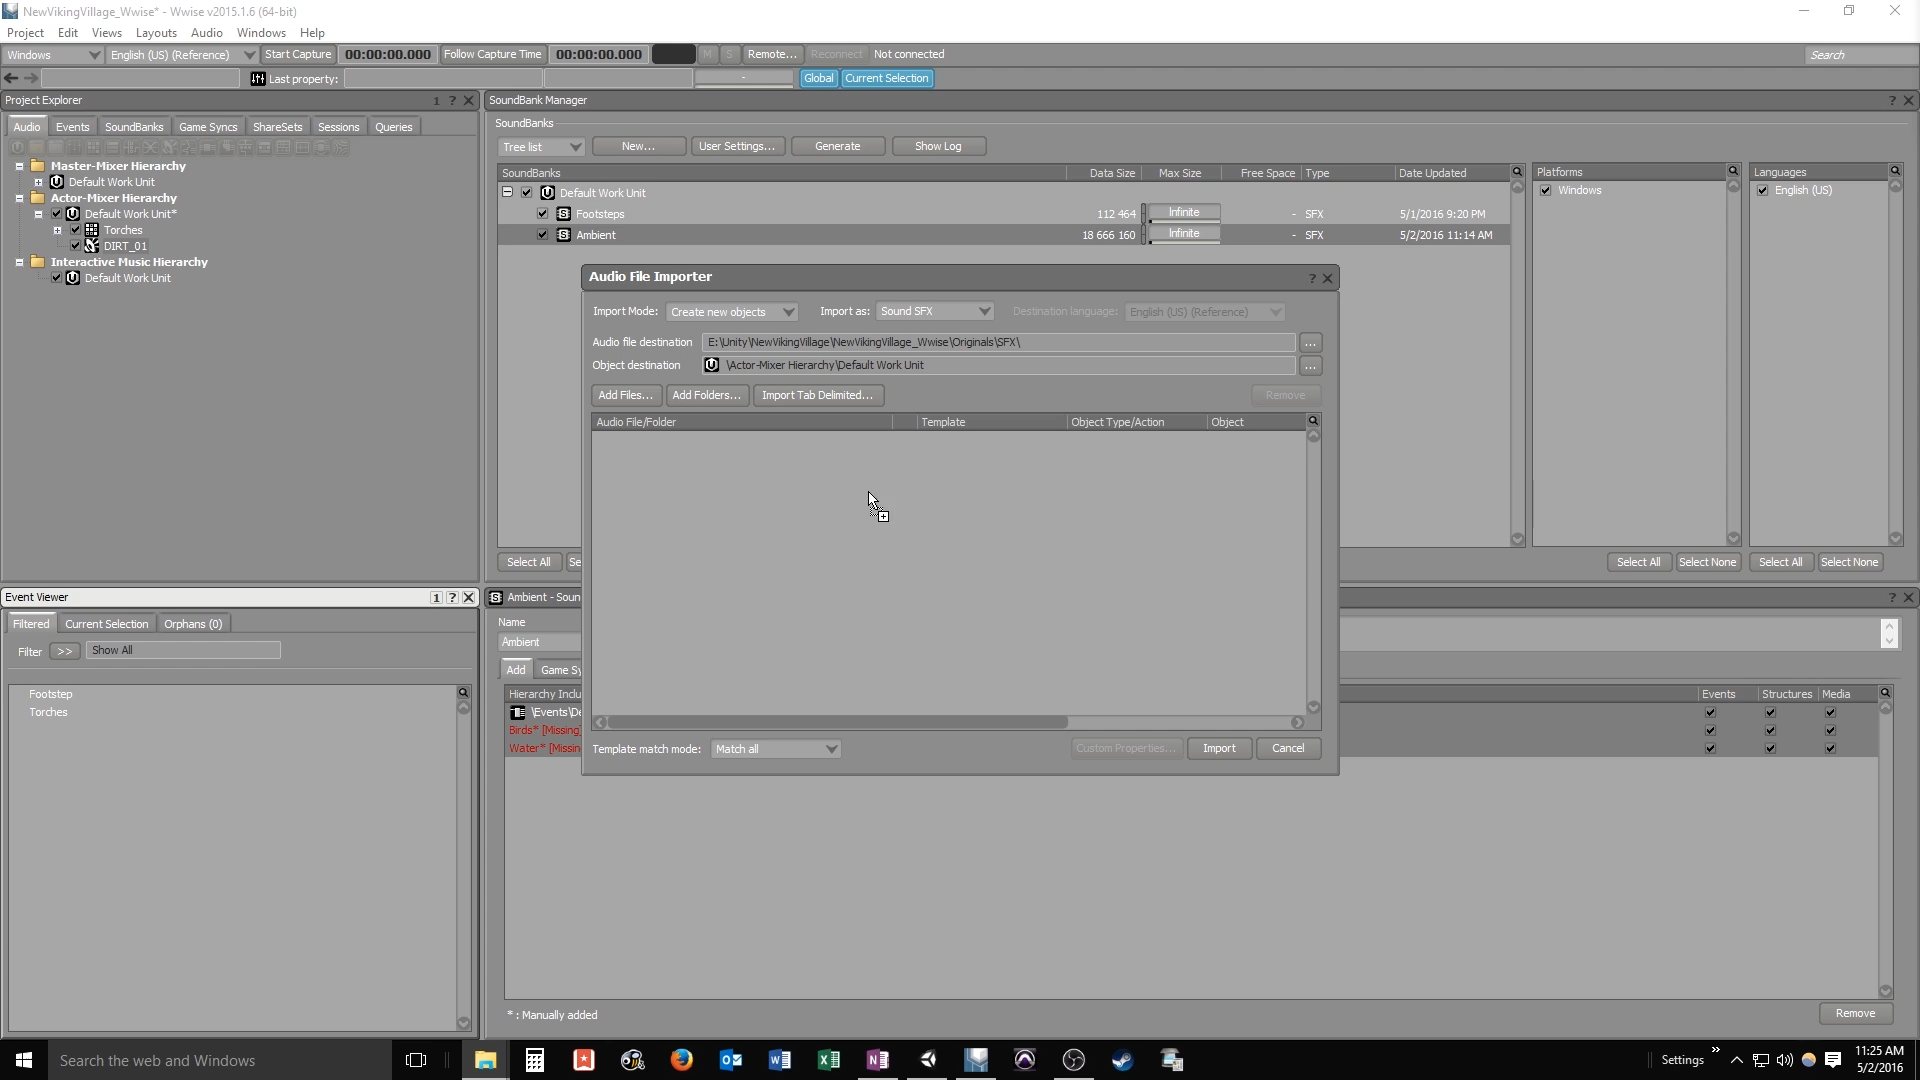 NewVikingVillage_Wwise* - Wwise v2015.1.6 (64-bit)
Project Edit Views Layouts Audio Windows Help
Windows English (US) (Reference) Start Capture 00:00:00.000 Follow Capture Time 00:00:00.000 M S Remote... Reconnect Not connected Search
Last property: - Global Current Selection
Project Explorer 1 ?
Audio Events SoundBanks Game Syncs ShareSets Sessions Queries
Master-Mixer Hierarchy
Default Work Unit
Actor-Mixer Hierarchy
Default Work Unit*
Torches
DIRT_01
Interactive Music Hierarchy
Default Work Unit
SoundBank Manager ?
SoundBanks
Tree list New... User Settings... Generate Show Log
SoundBanks Data Size Max Size Free Space Type Date Updated
Default Work Unit
Footsteps 112 464 Infinite - SFX 5/1/2016 9:20 PM
Ambient 18 666 160 Infinite - SFX 5/2/2016 11:14 AM
Platforms
Windows
Languages
English (US)
Select All Se
Select All Select None Select All Select None
Audio File Importer ?
Import Mode: Create new objects Import as: Sound SFX Destination language: English (US) (Reference)
Audio file destination E:\Unity\NewVikingVillage\NewVikingVillage_Wwise\Originals\SFX\ ...
Object destination \Actor-Mixer Hierarchy\Default Work Unit ...
Add Files... Add Folders... Import Tab Delimited... Remove
Audio File/Folder Template Object Type/Action Object
Template match mode: Match all Custom Properties... Import Cancel
Event Viewer 1 ?
Filtered Current Selection Orphans (0)
Filter >> Show All
Footstep
Torches
Ambient - Soun ?
Name
Ambient
Add Game Sy
Hierarchy Inclu Events Structures Media
\Events\De
Birds* [Missing
Water* [Missin
* : Manually added
Remove
Search the web and Windows
Settings
11:25 AM
5/2/2016